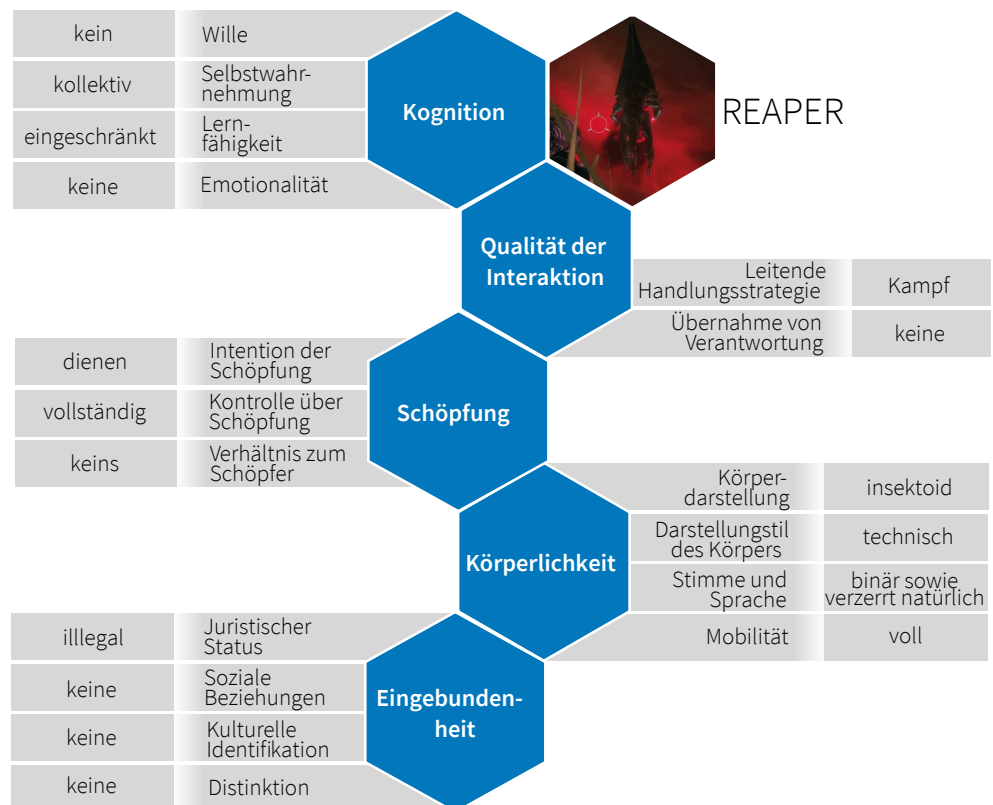 REAPER
Kognition
kein Wille
kollektiv Selbstwahr-
nehmung
eingeschränkt Lern-
fähigkeit
keine Emotionalität
Qualität der
Interaktion
Leitende
Handlungsstrategie Kampf
Übernahme von
Verantwortung keine
Schöpfung
dienen Intention der
Schöpfung
vollständig Kontrolle über
Schöpfung
keins Verhältnis zum
Schöpfer
Körperlichkeit
Körper-
darstellung insektoid
Darstellungstil
des Körpers technisch
Stimme und binär sowie
Sprache verzerrt natürlich
Mobilität voll
Eingebunden-
heit
illlegal Juristischer
Status
keine Soziale
Beziehungen
keine Kulturelle
Identifikation
keine Distinktion